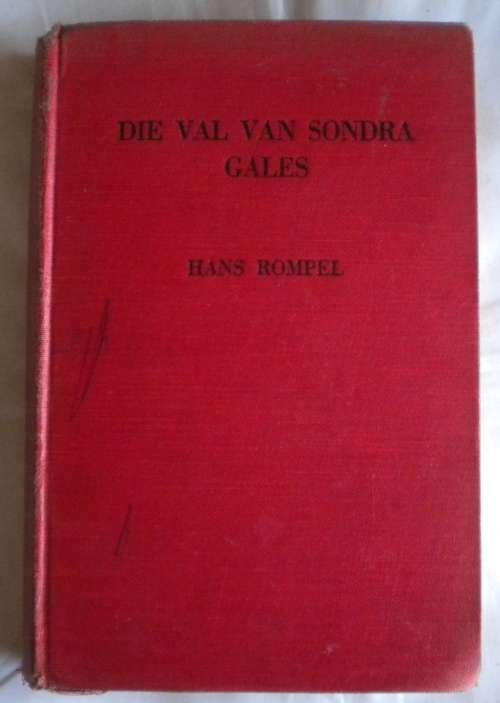 DIE VAL VAN SONDRA
GALES
HANS ROMPEL